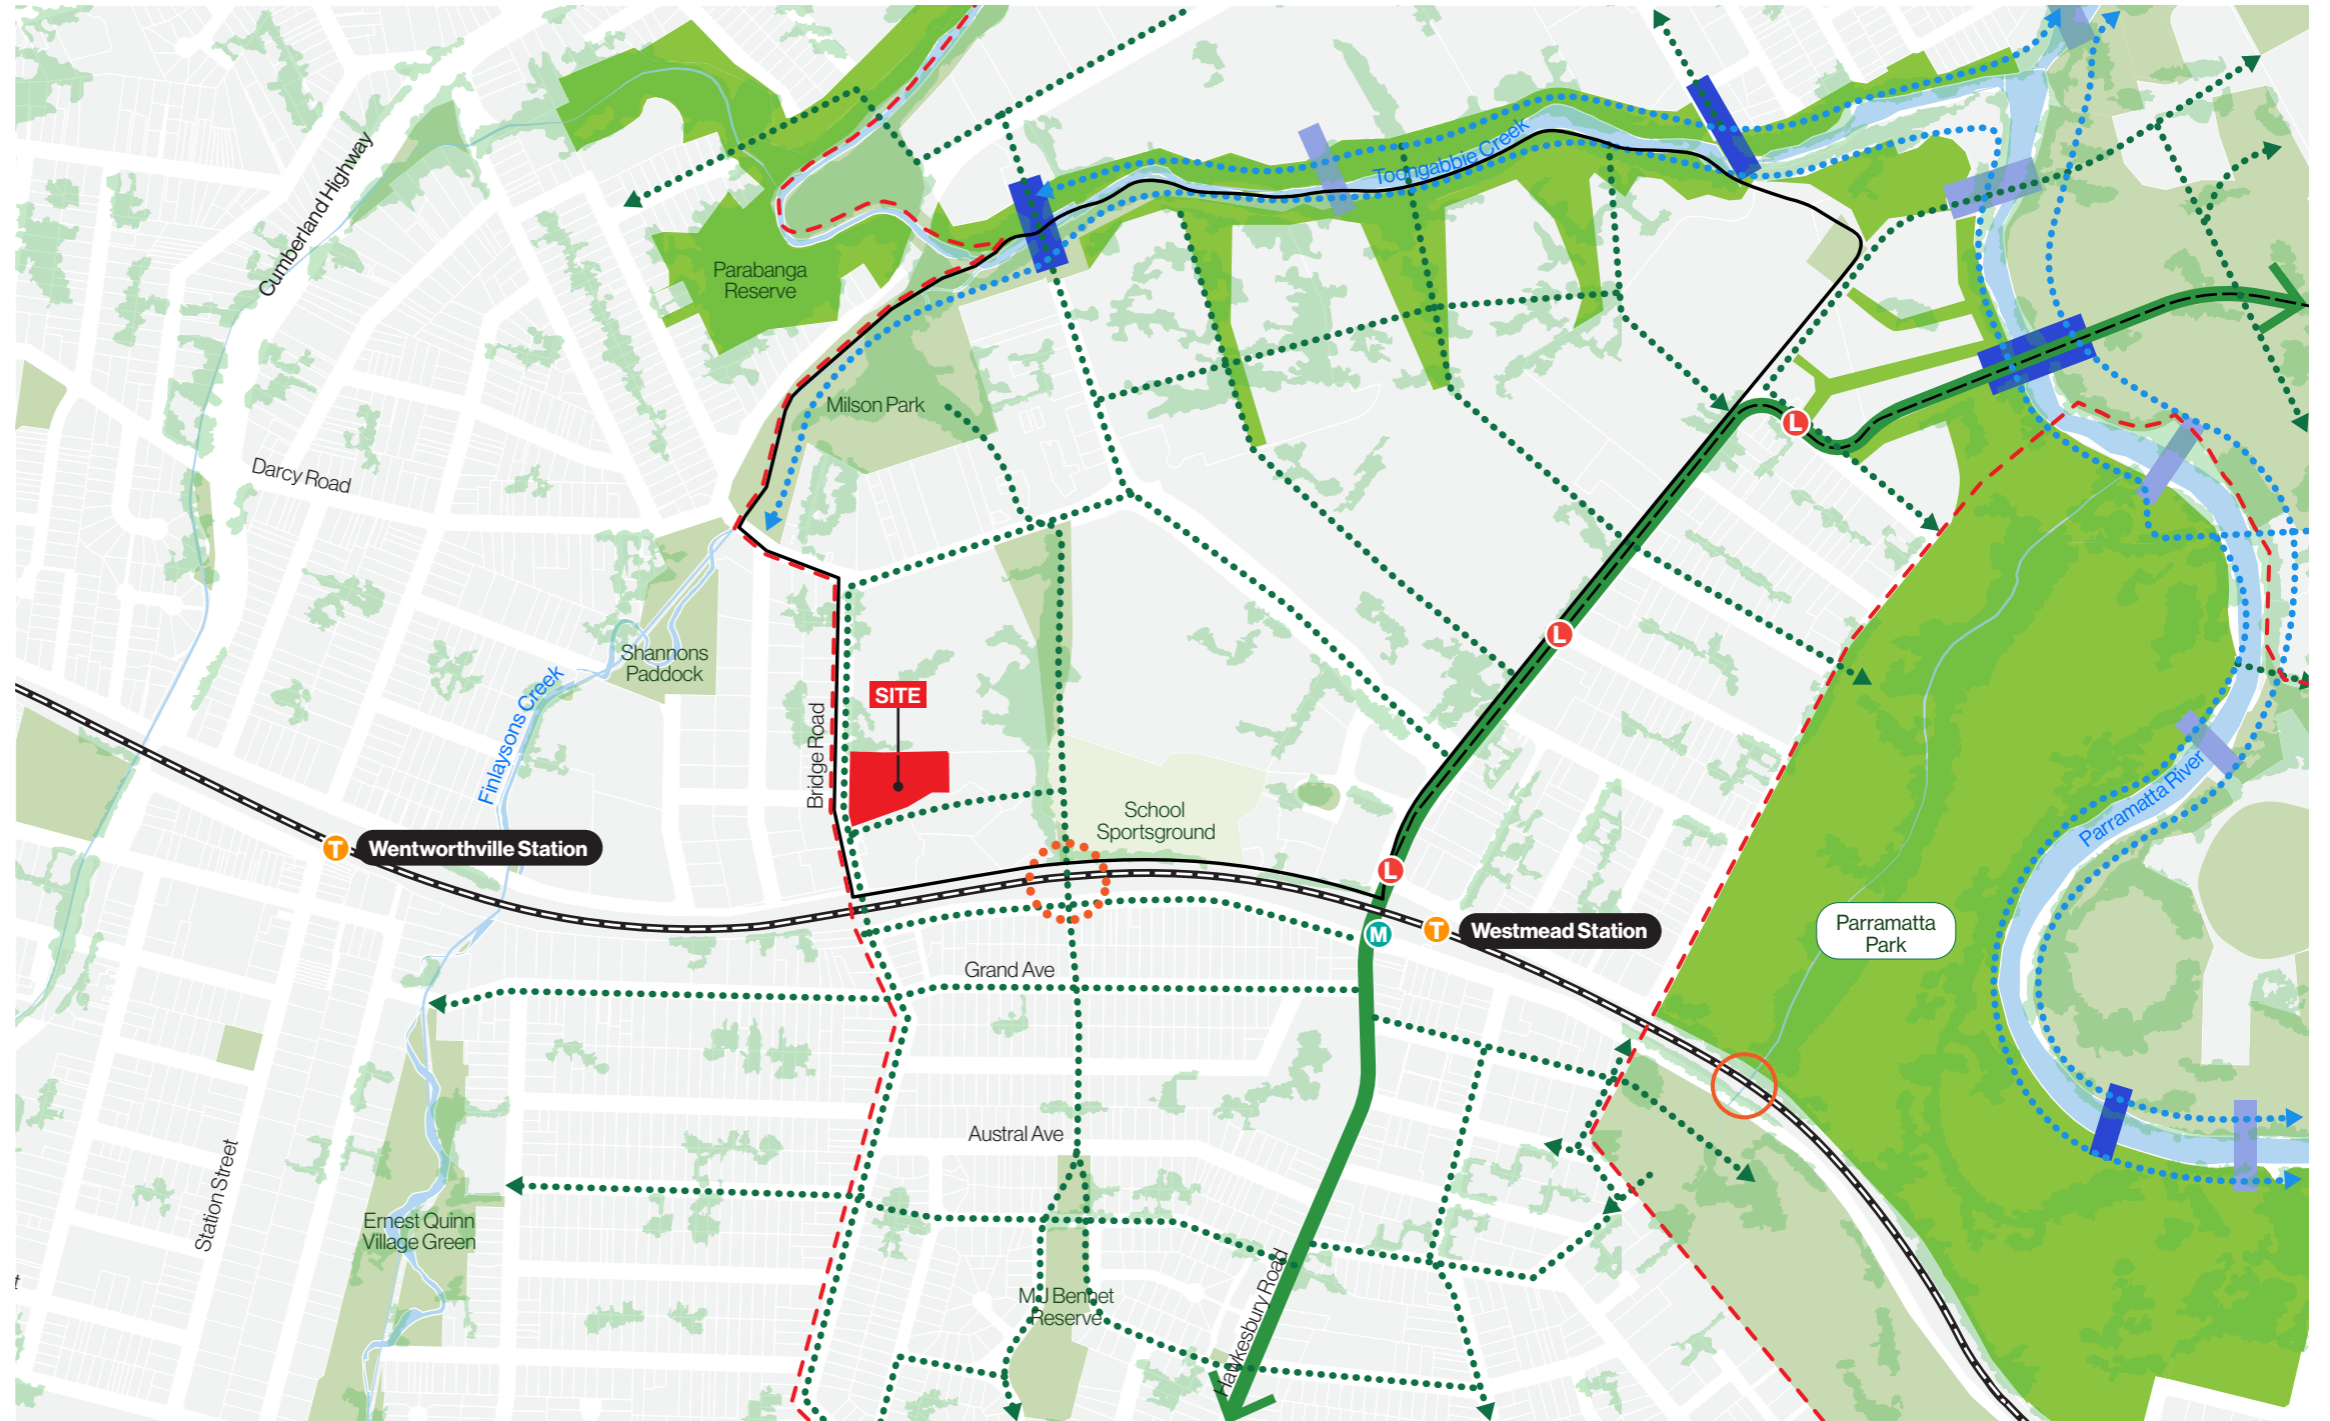 Cumberland Highway
Toongabbie Creek
Parabanga
Reserve
Milson Park
L
Darcy Road
L
Shannons
Paddock
Finlaysons Creek
SITE
Bridge Road
School
Sportsground
Parramatta River
T
Wentworthville Station
L
M
T
Westmead Station
Parramatta
Park
Grand Ave
Austral Ave
Station Street
Ernest Quinn
Village Green
t
M J Bennet
Reserve
Hawkesbury Road